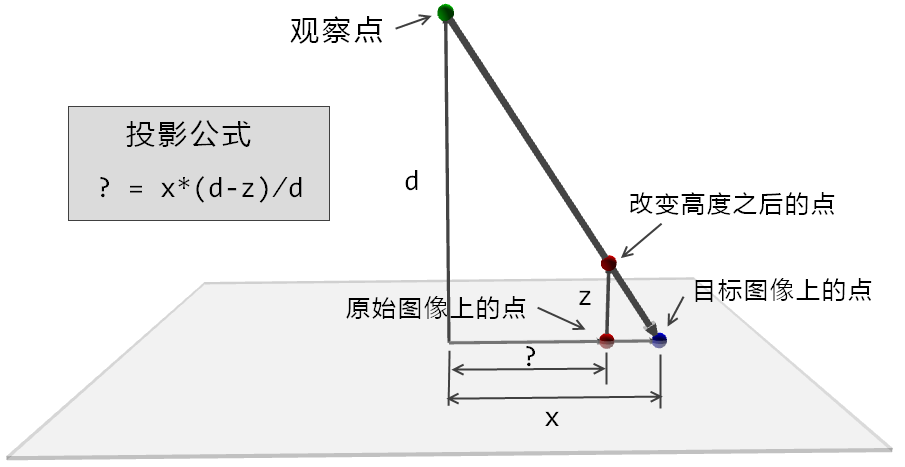 观察点
投影公式
? = x*(d-z)/d
d
改变高度之后的点
目标图像上的点
z
原始图像上的点
?
x